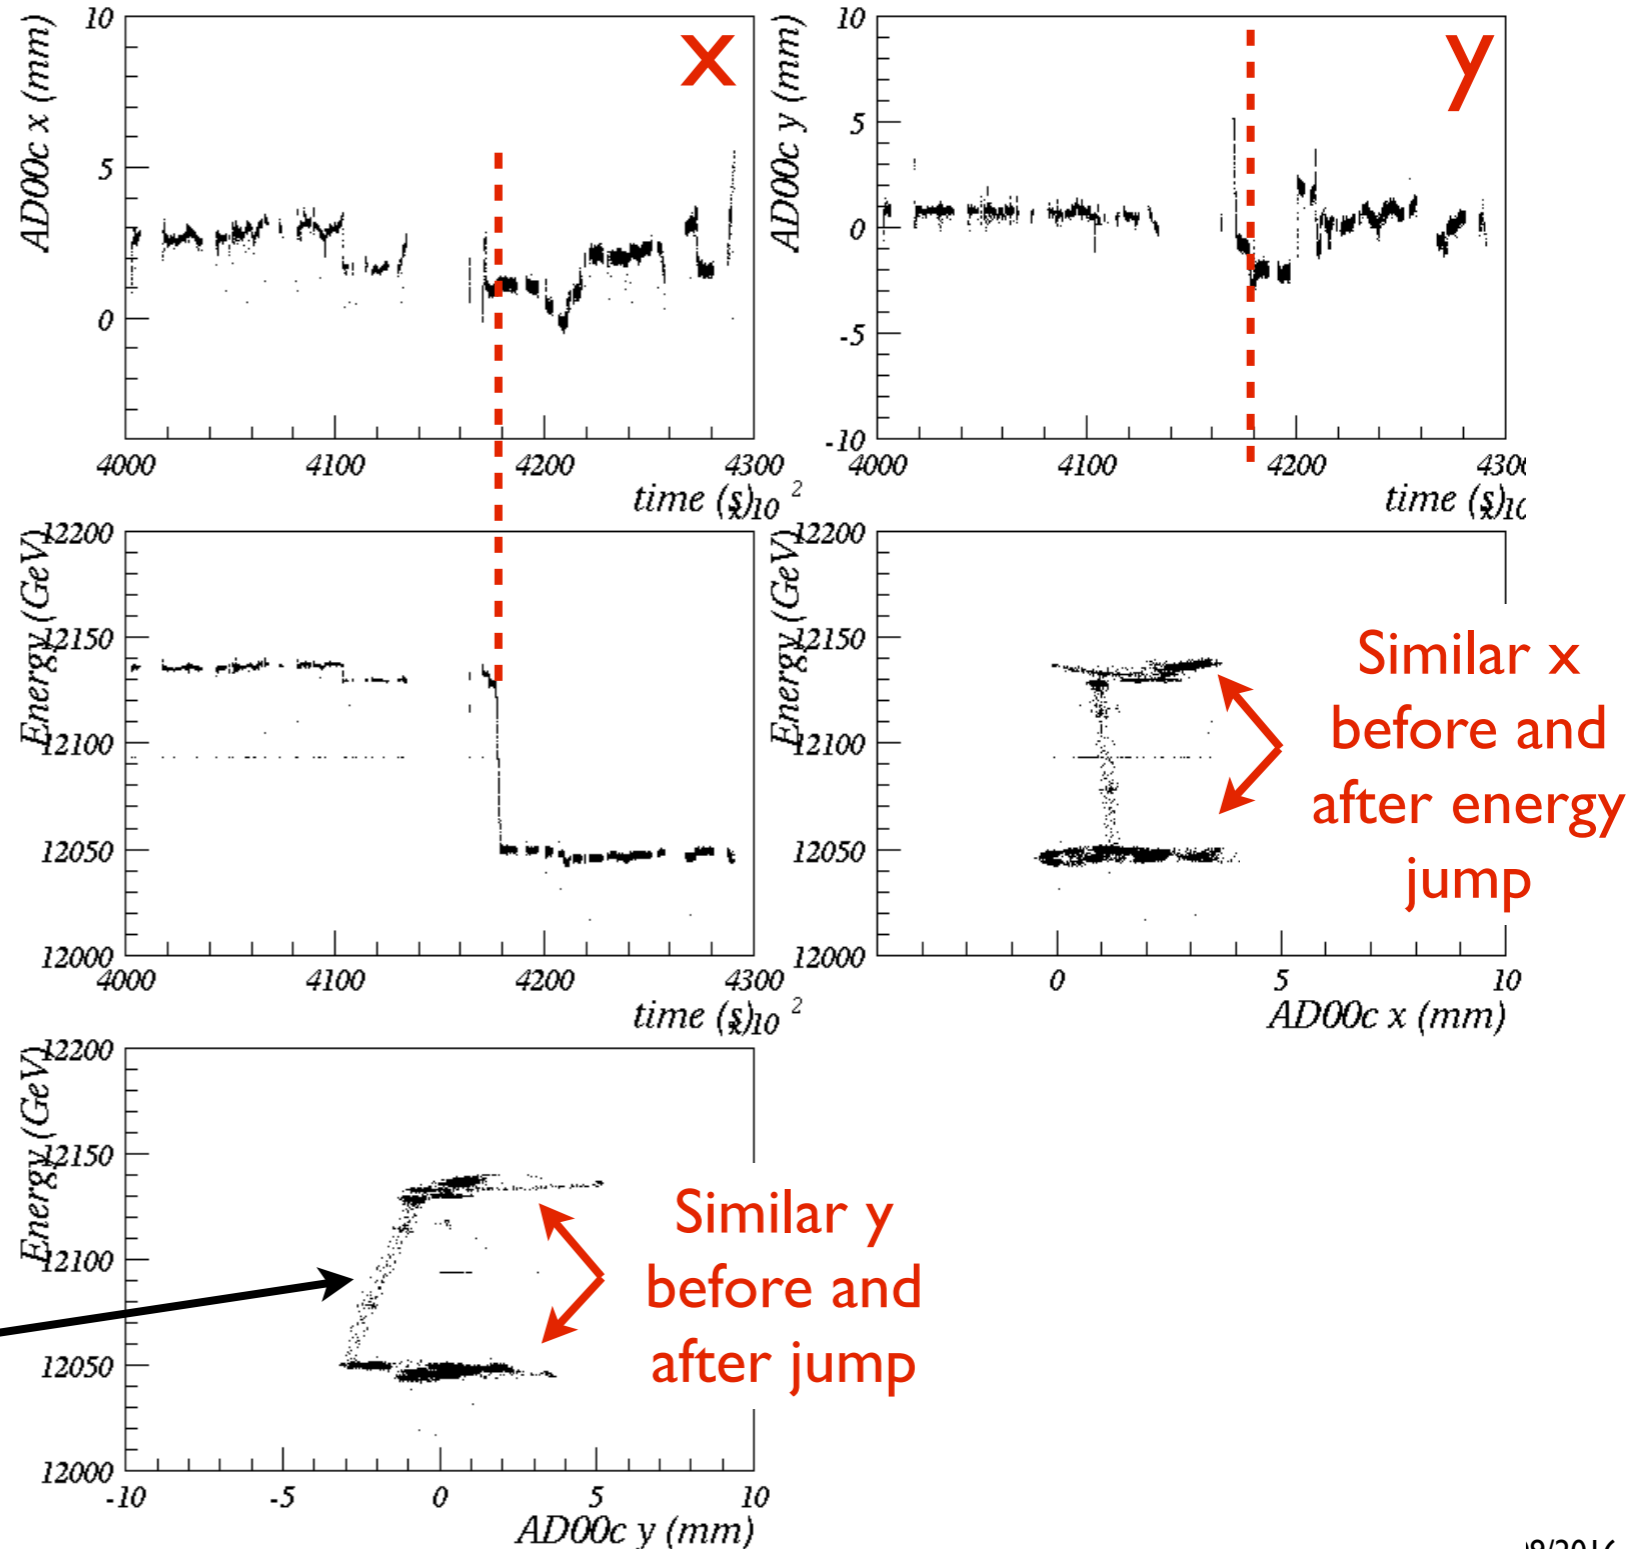 x
AD00c x (mm)
10
5
0
4000 4100 4200 4300
time (s)
x10 2
y
AD00c y (mm)
10
5
0
-5
-10
4000 4100 4200
time (s)
Energy (GeV)
12200
12150
12100
12050
12000
4000 4100 4200 4300
time (s)
x10 2
Energy (GeV)
12200
12150
12100
12050
12000
0 5 10
AD00c x (mm)
Similar x
before and
after energy
jump
Energy (GeV)
12200
12150
12100
12050
12000
-10 -5 0 5 10
AD00c y (mm)
Similar y
before and
after jump